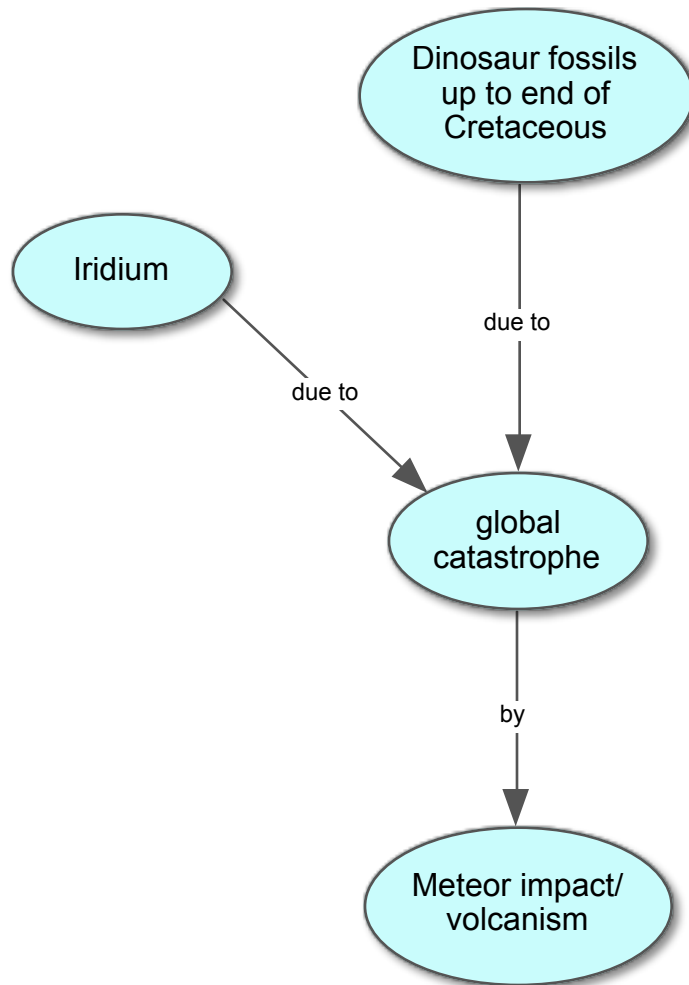 Dinosaur fossils
up to end of
Cretaceous
Iridium
due to
due to
global
catastrophe
by
Meteor impact/
volcanism